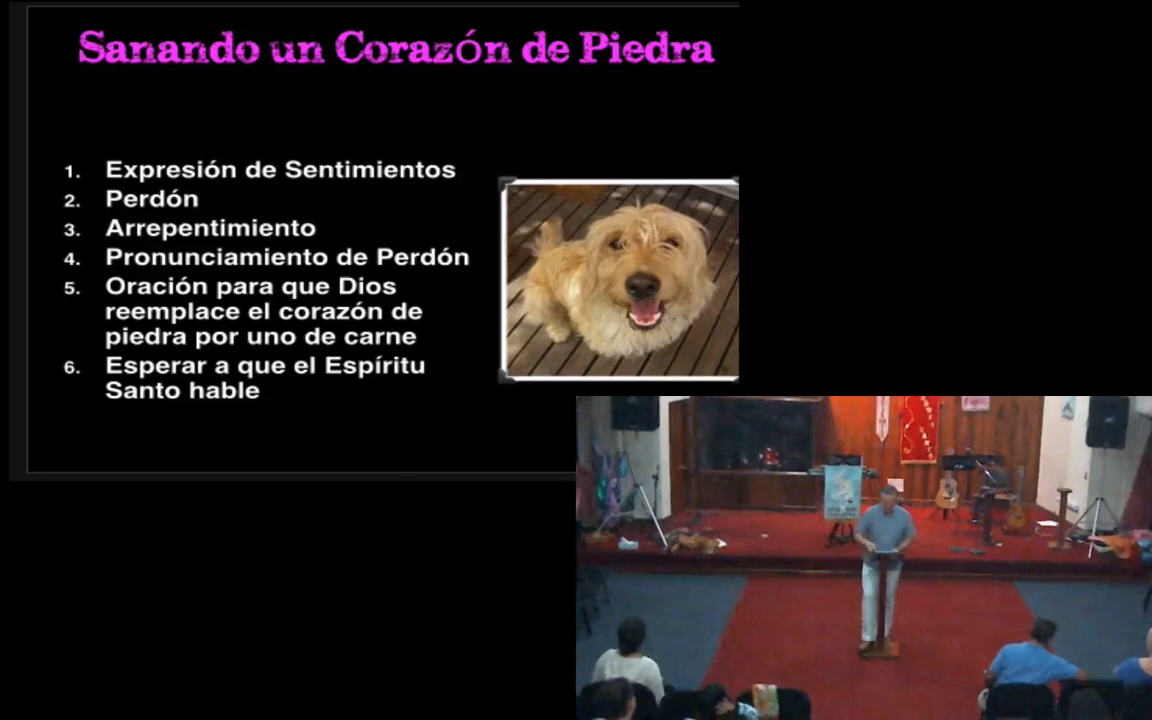 Sanando un Corazón de Piedra
1. Expresión de Sentimientos
2. Perdón
3. Arrepentimiento
4. Pronunciamiento de Perdón
5. Oración para que Dios
reemplace el corazón de
piedra por uno de carne
6. Esperar a que el Espíritu
Santo hable